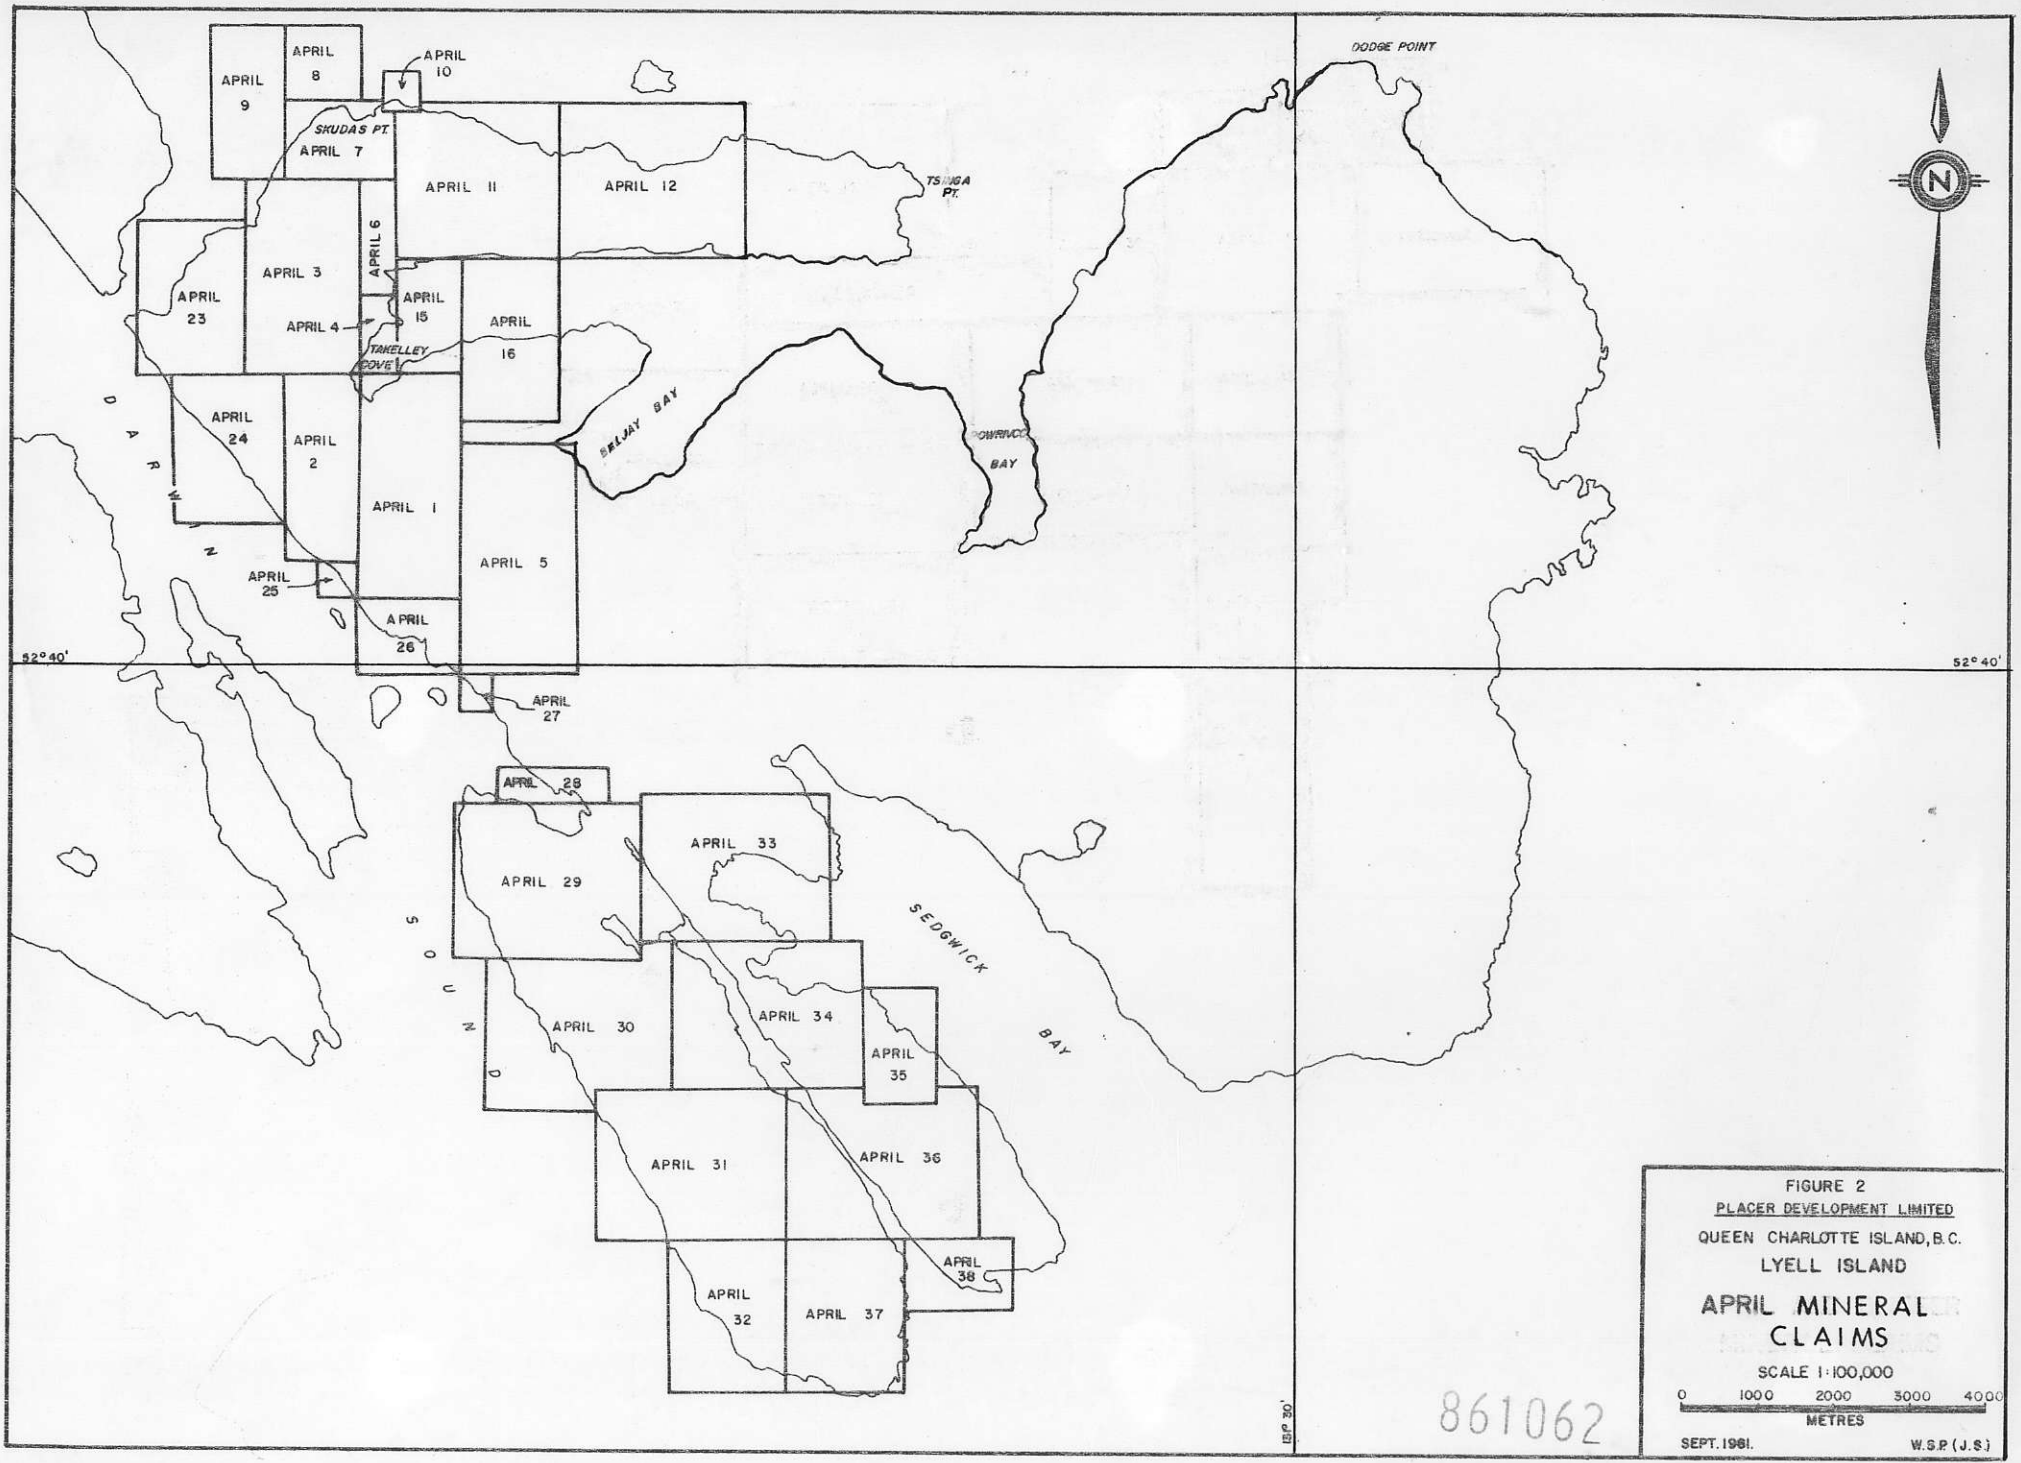 DODGE POINT
APRIL
8
APRIL
10
APRIL
9
N
SKUDAS PT.
APRIL 7
APRIL 11
APRIL 12
TSINGA
PT.
APRIL 6
APRIL 3
APRIL
23
APRIL
15
APRIL 4
APRIL
16
TAKELLEY
COVE
BELJAY BAY
APRIL
24
APRIL
2
POWRIVCO
BAY
DARWIN
APRIL 1
APRIL 5
APRIL
25
APRIL
26
52° 40'
52° 40'
APRIL
27
APRIL 28
APRIL 33
APRIL 29
SEDGWICK
BAY
SOUND
APRIL 30
APRIL 34
APRIL
35
APRIL 31
APRIL 36
APRIL
38
APRIL
32
APRIL 37
131° 30'
861062
FIGURE 2
PLACER DEVELOPMENT LIMITED
QUEEN CHARLOTTE ISLAND, B.C.
LYELL ISLAND
APRIL MINERAL
CLAIMS
SCALE 1:100,000
0 1000 2000 3000 4000
METRES
SEPT. 1981.
W.S.P. (J.S.)